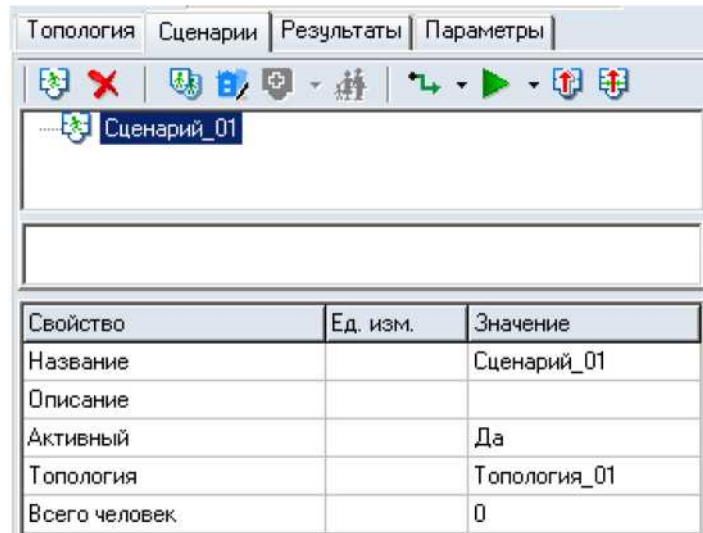 Топология Сценарии Результаты Параметры
Сценарий_01
Свойство Ед. изм. Значение
Название Сценарий_01
Описание
Активный Да
Топология Топология_01
Всего человек 0